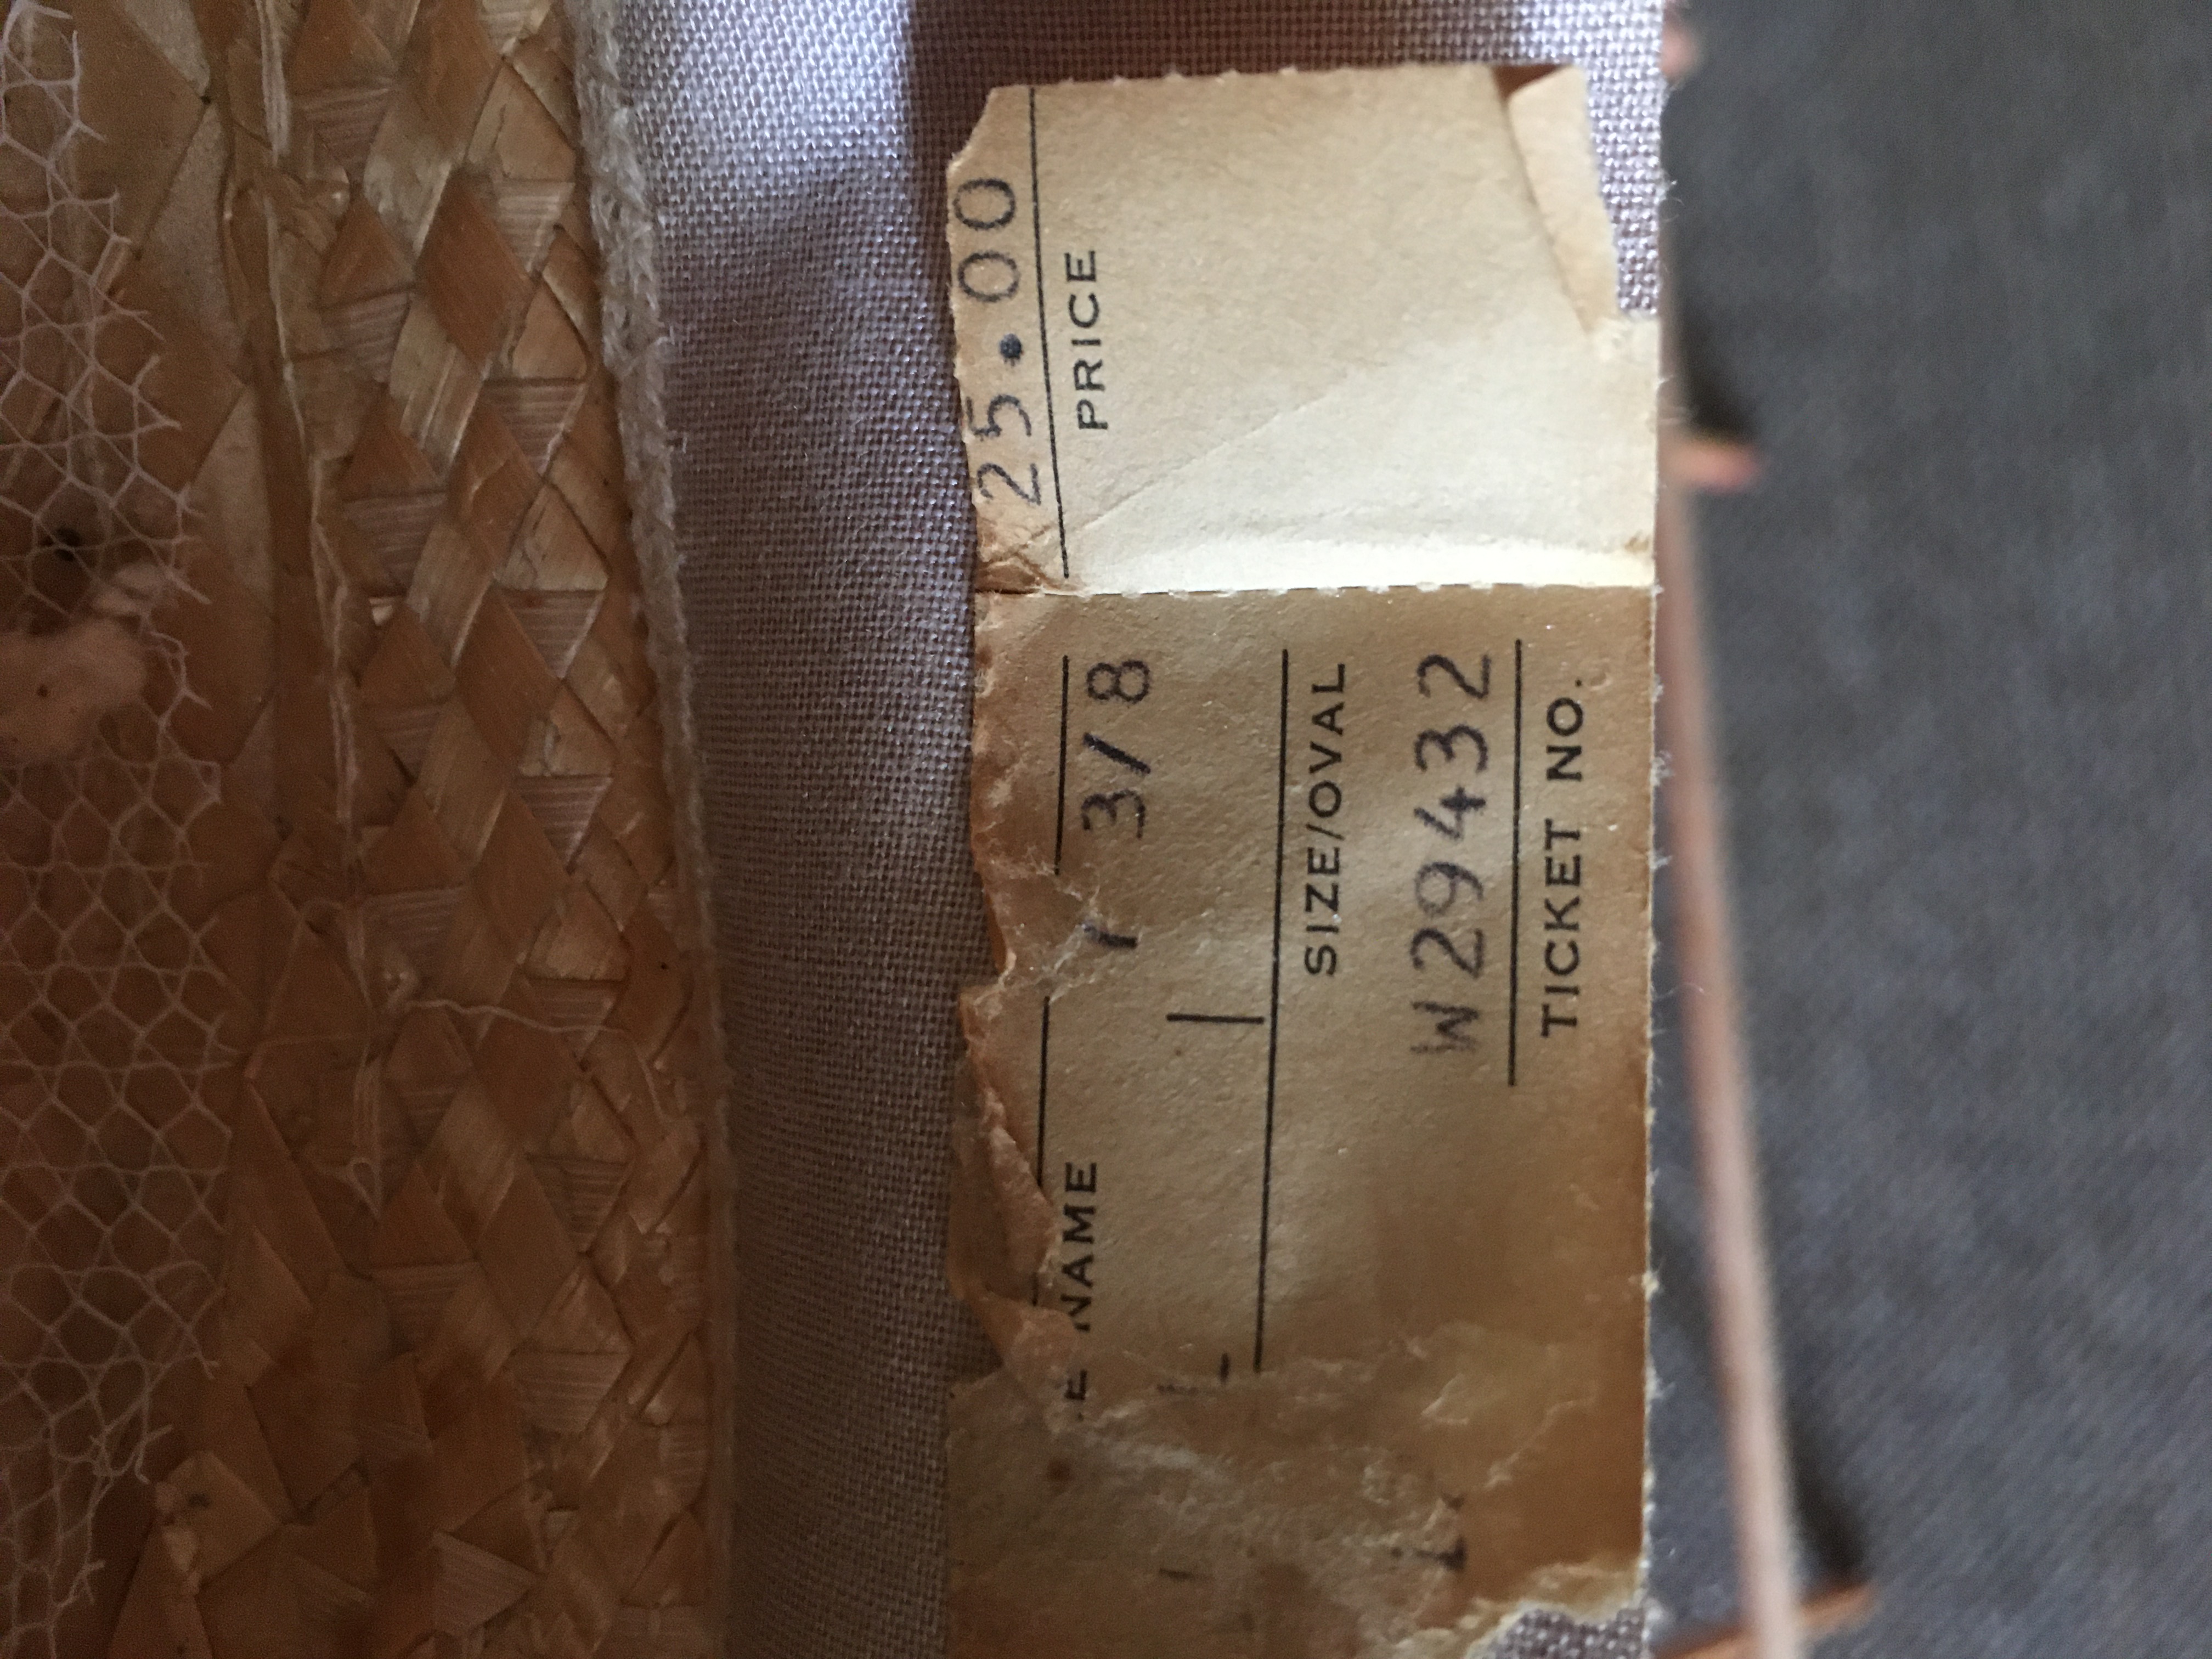 25.00
PRICE
3/8
E NAME
SIZE/OVAL
W29432
TICKET NO.